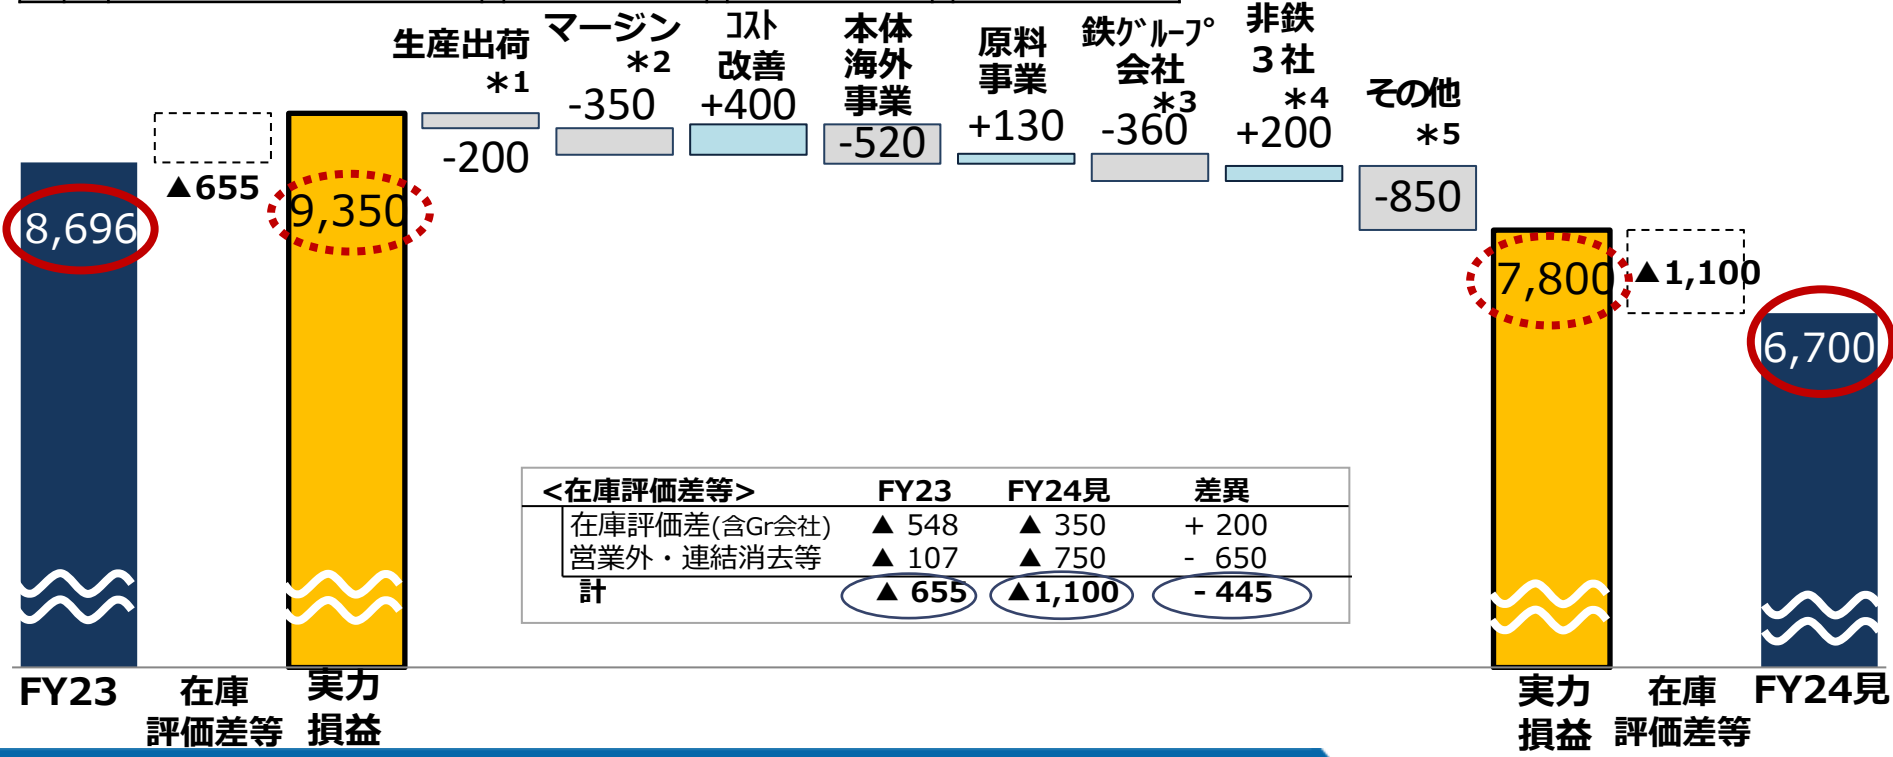 生産出荷
＊1
-200
マージン
＊2
-350
ｺｽﾄ
改善
+400
本体
海外
事業
-520
原料
事業
+130
鉄ｸﾞﾙｰﾌﾟ
会社
＊3
-360
非鉄
３社
＊4
+200
その他
＊5
-850
8,696
▲655
9,350
7,800
▲1,100
6,700
<在庫評価差等> FY23 FY24見 差異
在庫評価差(含Gr会社) ▲ 548 ▲ 350 + 200
営業外・連結消去等 ▲ 107 ▲ 750 - 650
計 ▲ 655 ▲1,100 - 445
FY23
在庫
評価差等
実力
損益
実力
損益
在庫
評価差等
FY24見